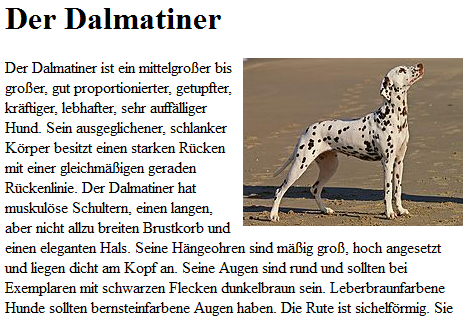 Der Dalmatiner
Der Dalmatiner ist ein mittelgroßer bis
großer, gut proportionierter, getupfter,
kräftiger, lebhafter, sehr auffälliger
Hund. Sein ausgeglichener, schlanker
Körper besitzt einen starken Rücken
mit einer gleichmäßigen geraden
Rückenlinie. Der Dalmatiner hat
muskulöse Schultern, einen langen,
aber nicht allzu breiten Brustkorb und
einen eleganten Hals. Seine Hängeohren sind mäßig groß, hoch angesetzt
und liegen dicht am Kopf an. Seine Augen sind rund und sollten bei
Exemplaren mit schwarzen Flecken dunkelbraun sein. Leberbraunfarbene
Hunde sollten bernsteinfarbene Augen haben. Die Rute ist sichelförmig. Sie